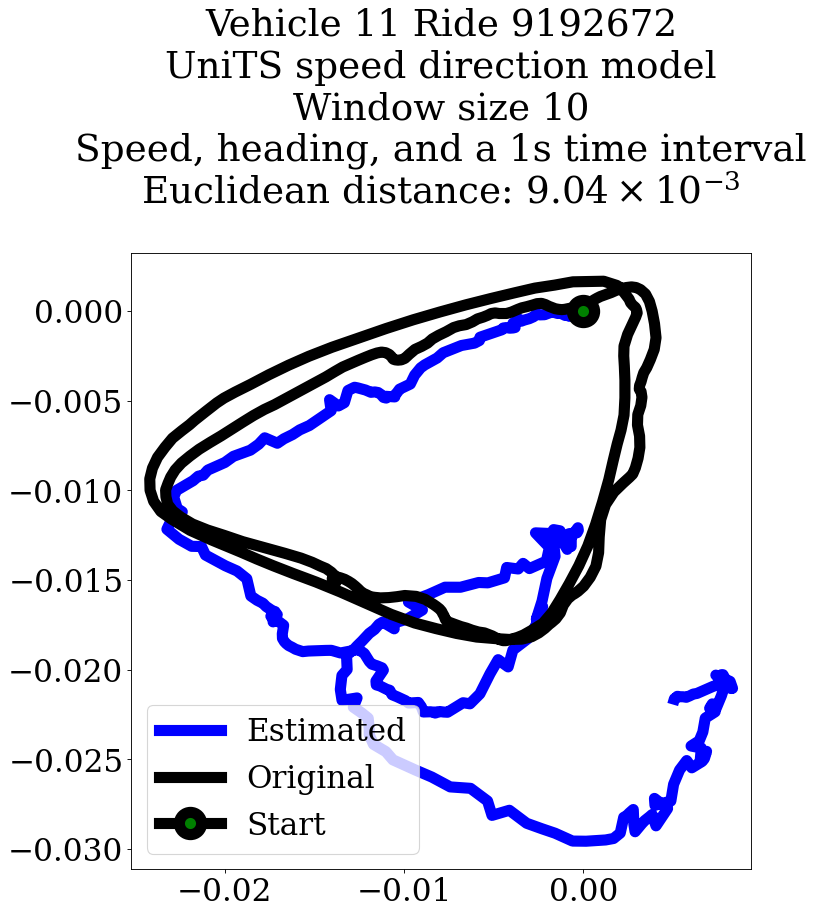 Vehicle 11 Ride 9192672
UniTS speed direction model
Window size 10
Speed, heading, and a 1s time interval
Euclidean distance: 9.04 × 10⁻³
0.000
−0.005
−0.010
−0.015
−0.020
−0.025
−0.030
Estimated
Original
Start
−0.02
−0.01
0.00